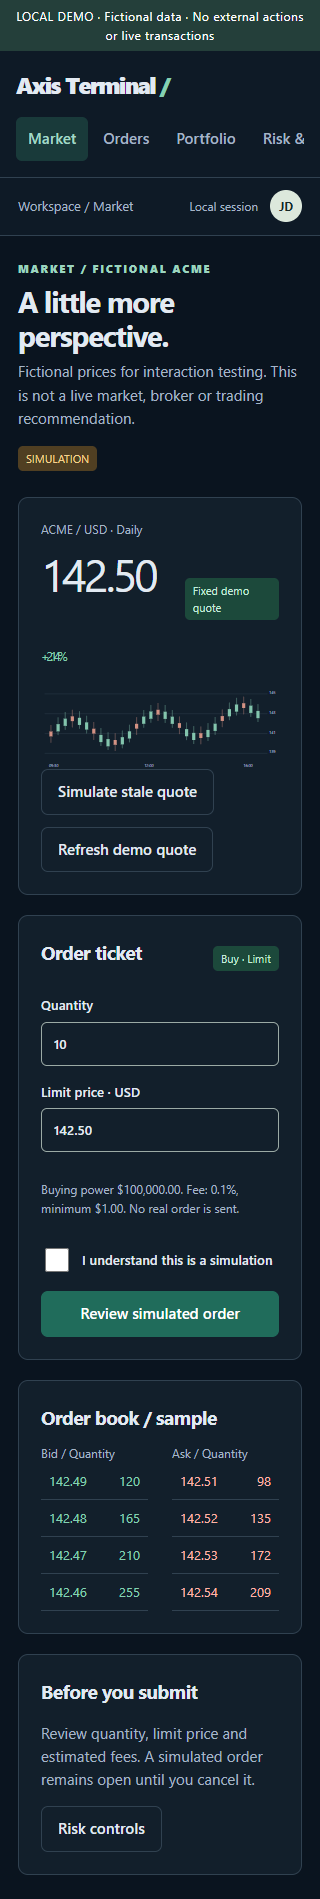 LOCAL DEMO · Fictional data · No external actions
or live transactions
Axis Terminal /
Market Orders Portfolio Risk &
Workspace / Market Local session JD
MARKET / FICTIONAL ACME
A little more
perspective.
Fictional prices for interaction testing. This
is not a live market, broker or trading
recommendation.
SIMULATION
ACME / USD · Daily
142.50
Fixed demo
quote
Simulate stale quote
Refresh demo quote
Order ticket
Buy · Limit
Quantity
10
Limit price · USD
142.50
Buying power $100,000.00. Fee: 0.1%,
minimum $1.00. No real order is sent.
I understand this is a simulation
Review simulated order
Order book / sample
Bid / Quantity Ask / Quantity
142.49 120 142.51 98
142.48 165 142.52 135
142.47 210 142.53 172
142.46 255 142.54 209
Before you submit
Review quantity, limit price and
estimated fees. A simulated order
remains open until you cancel it.
Risk controls